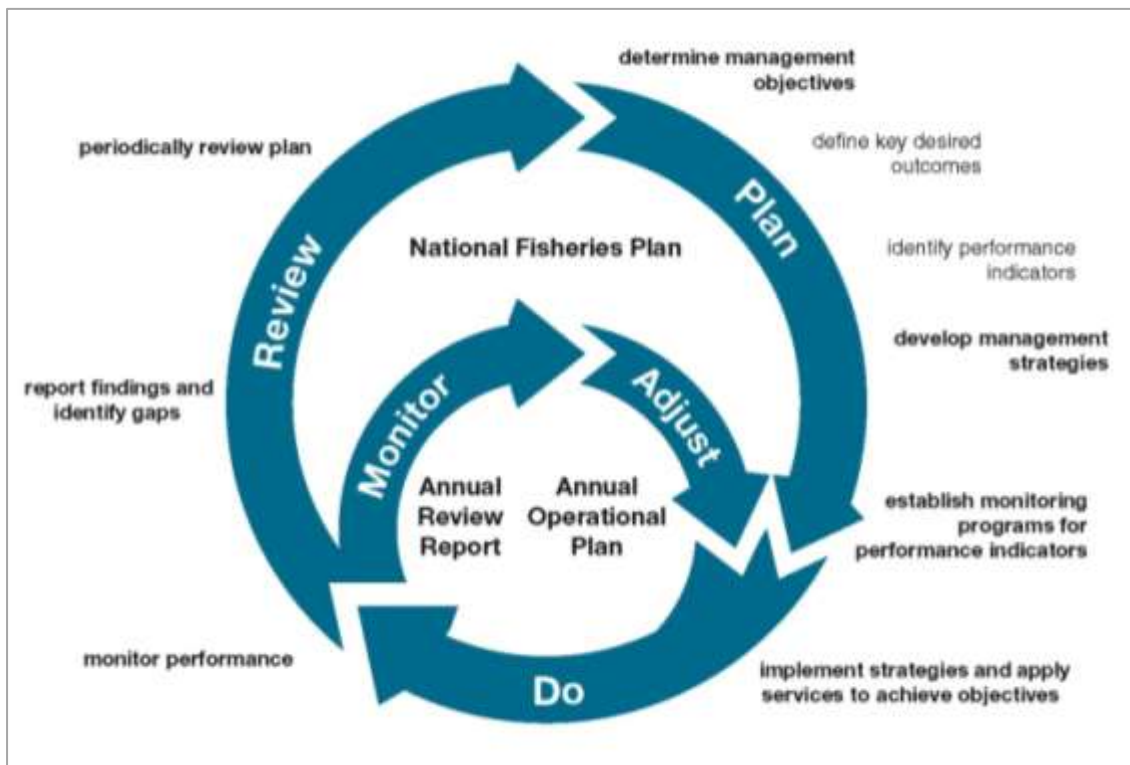 determine management
objectives
periodically review plan
define key desired
outcomes
Plan
National Fisheries Plan
identify performance
indicators
Review
develop management
strategies
report findings and
identify gaps
Monitor
Adjust
Annual
Review
Report
Annual
Operational
Plan
establish monitoring
programs for
performance indicators
monitor performance
implement strategies and apply
services to achieve objectives
Do